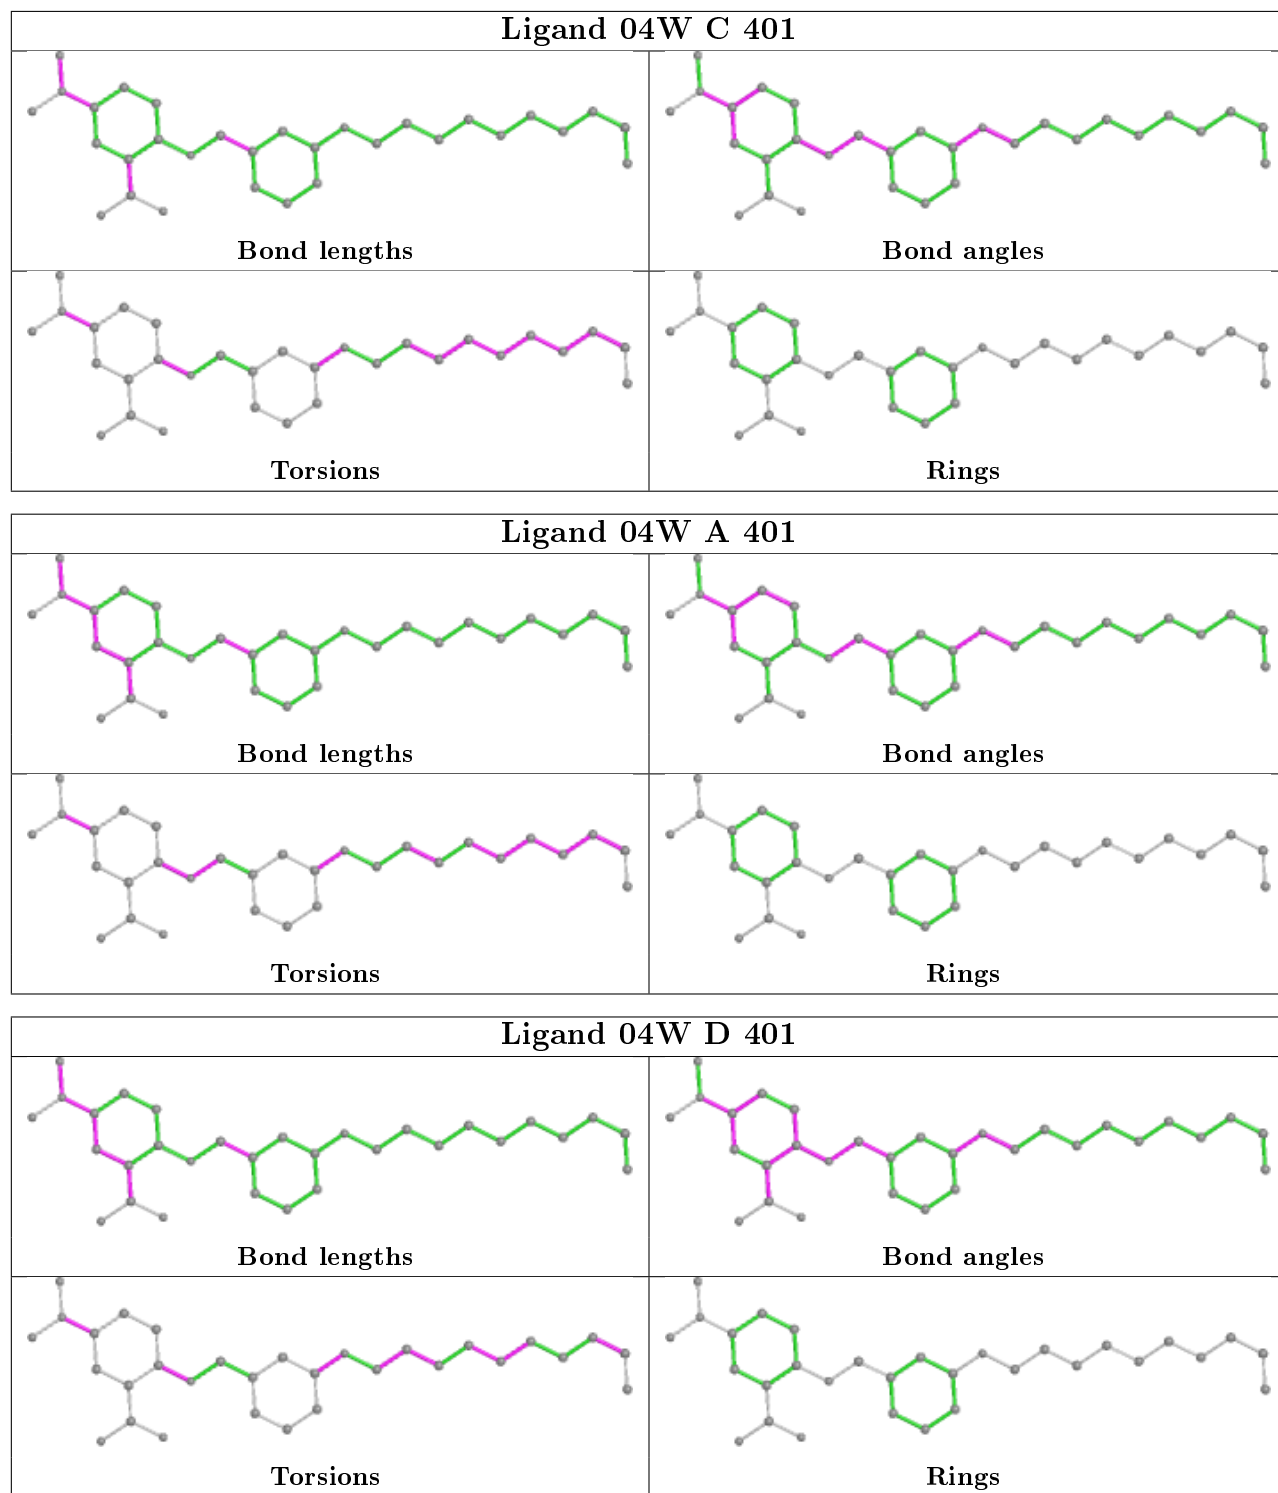 Ligand 04W C 401
Bond lengths
Bond angles
Torsions
Rings
Ligand 04W A 401
Bond lengths
Bond angles
Torsions
Rings
Ligand 04W D 401
Bond lengths
Bond angles
Torsions
Rings